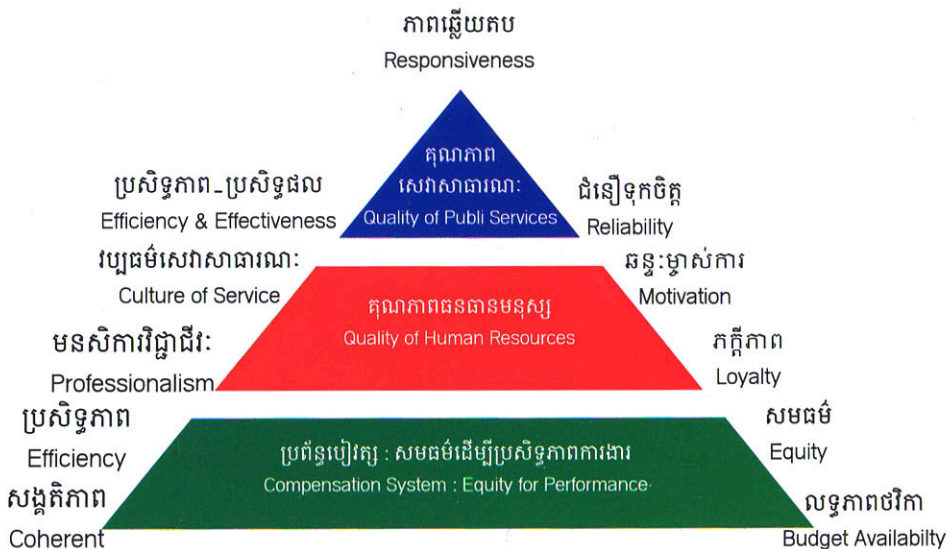 ភាពឆ្លើយតប
Responsiveness
គុណភាព
សេវាសាធារណៈ
Quality of Publi Services
ប្រសិទ្ធភាព-ប្រសិទ្ធផល
Efficiency & Effectiveness
ជំនឿទុកចិត្ត
Reliability
វប្បធម៌សេវាសាធារណៈ
Culture of Service
ឆន្ទៈម្ចាស់ការ
Motivation
គុណភាពធនធានមនុស្ស
Quality of Human Resources
មនសិការវិជ្ជាជីវៈ
Professionalism
ភក្តីភាព
Loyalty
ប្រសិទ្ធភាព
Efficiency
សមធម៌
Equity
ប្រព័ន្ធបៀវត្ស : សមធម៌ដើម្បីប្រសិទ្ធភាពការងារ
Compensation System : Equity for Performance
សង្គតិភាព
Coherent
លទ្ធភាពថវិកា
Budget Availabilty